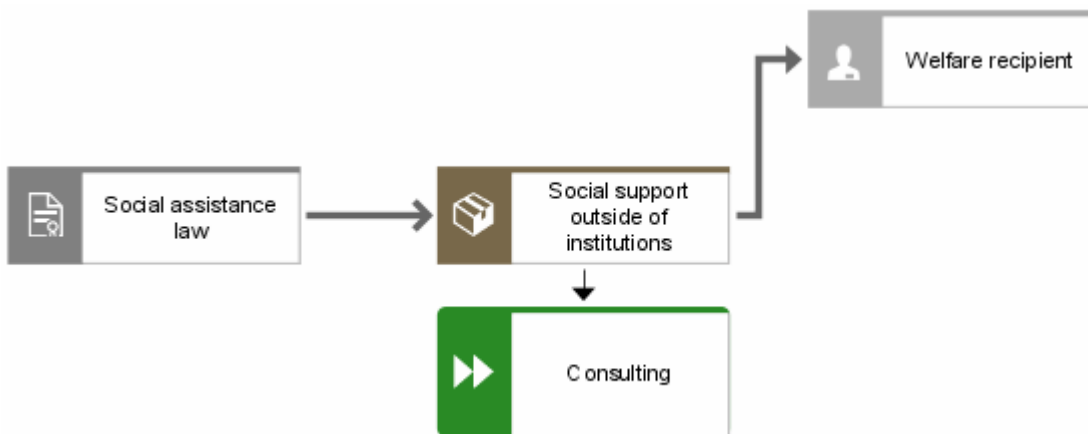 Welfare recipient
Social assistance
law
Social support
outside of
institutions
Consulting